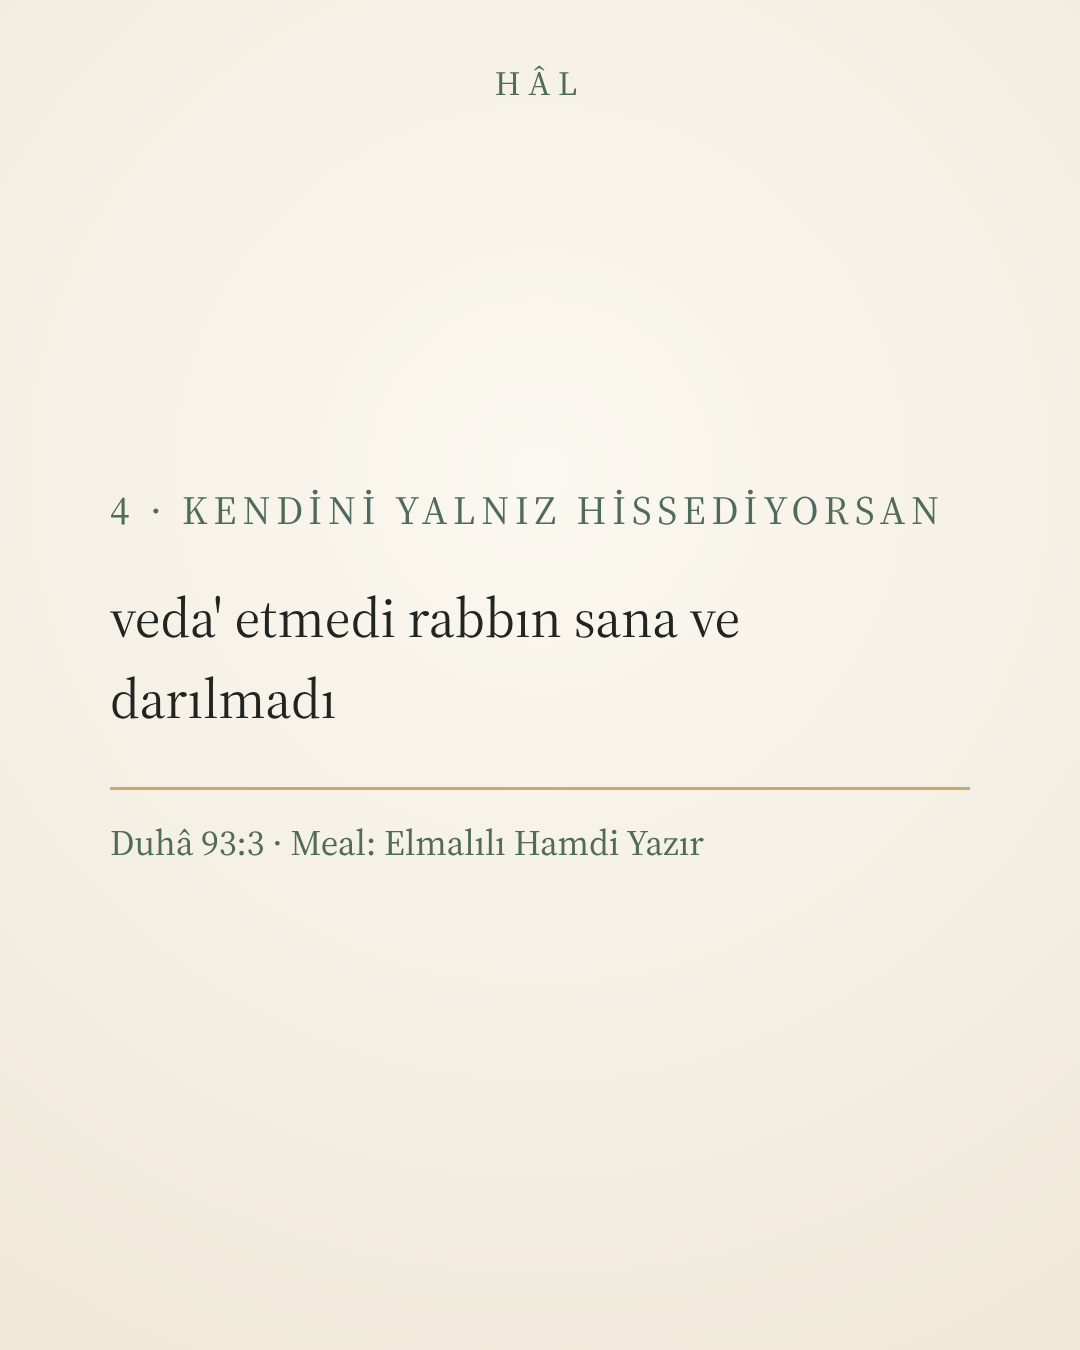 HÂL
4 · KENDİNİ YALNIZ HİSSEDİYORSAN
veda' etmedi rabbın sana ve
darılmadı
Duhâ 93:3 · Meal: Elmalılı Hamdi Yazır